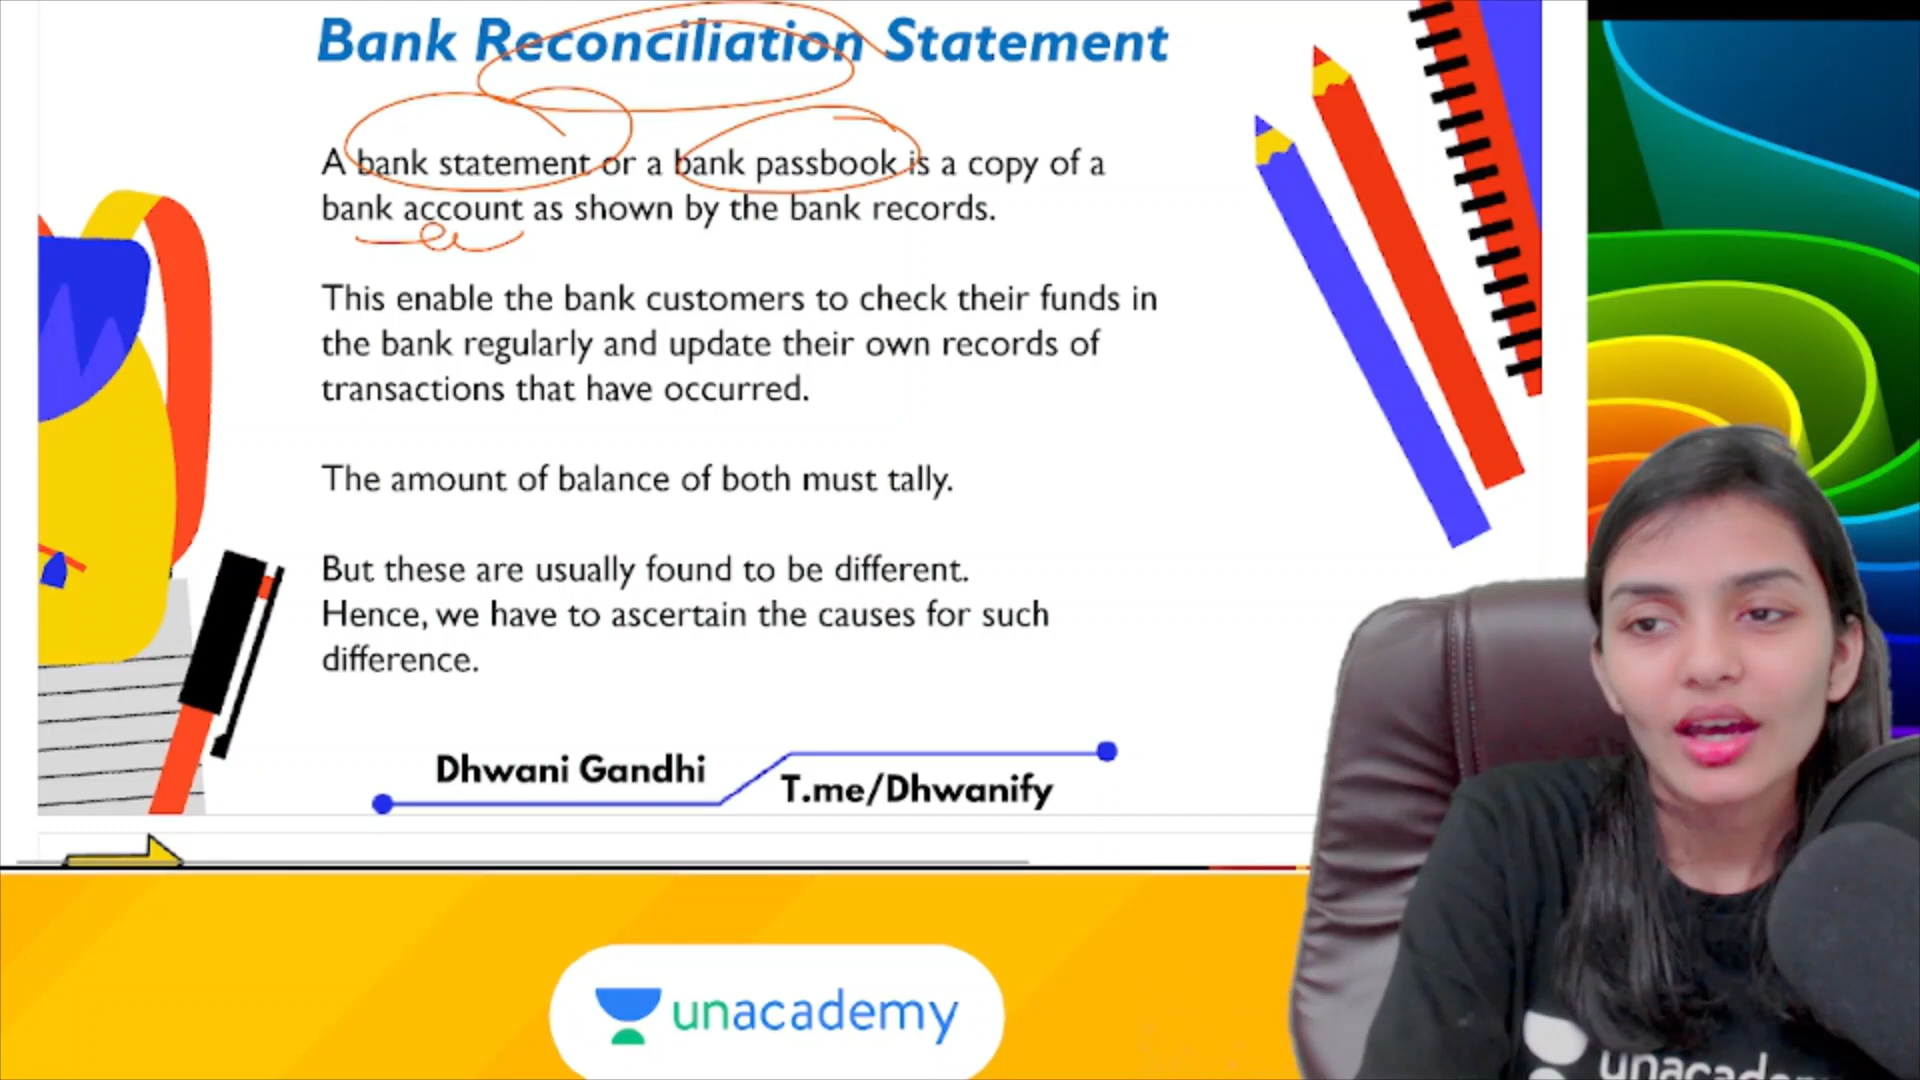 Bank Reconciliation Statement
A bank statement or a bank passbook is a copy of a
bank account as shown by the bank records.
This enable the bank customers to check their funds in
the bank regularly and update their own records of
transactions that have occurred.
The amount of balance of both must tally.
But these are usually found to be different.
Hence, we have to ascertain the causes for such
difference.
Dhwani Gandhi
T.me/Dhwanify
unacademy
unacadem